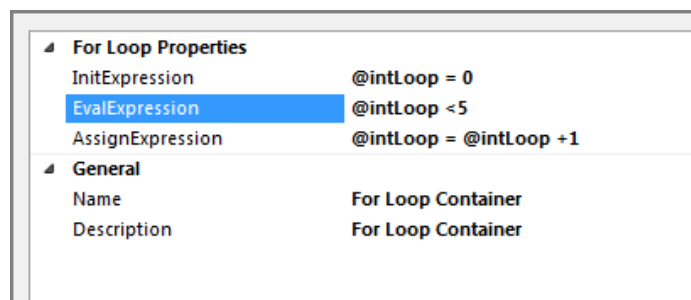 For Loop Properties
InitExpression @intLoop = 0
EvalExpression @intLoop <5
AssignExpression @intLoop = @intLoop +1
General
Name For Loop Container
Description For Loop Container